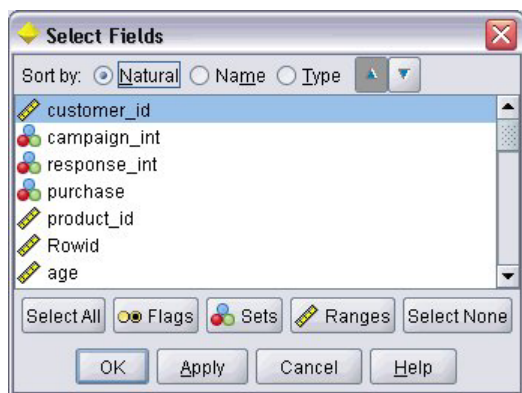 Select Fields
Sort by: Natural Name Type
customer_id
campaign_int
response_int
purchase
product_id
Rowid
age
Select All Flags Sets Ranges Select None
OK Apply Cancel Help